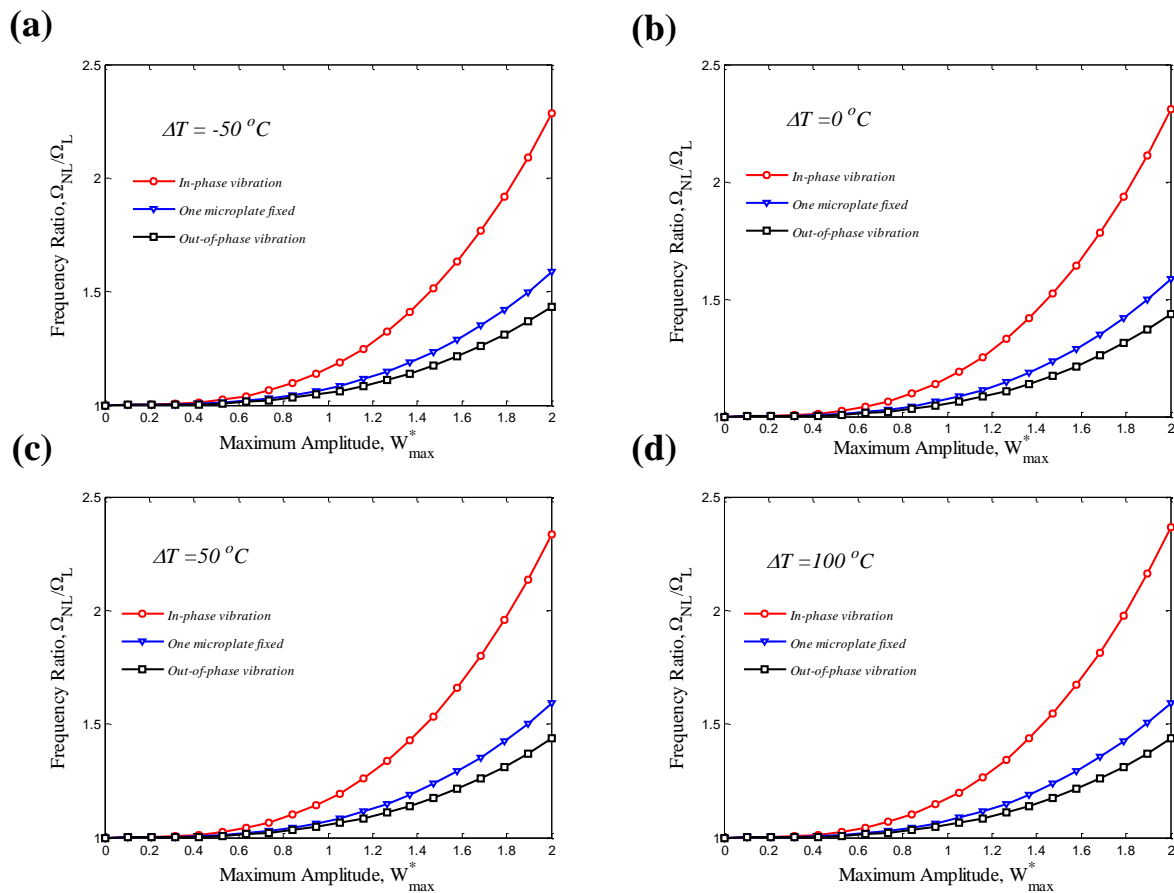 (a)
2.5
2
1.5
1
Frequency Ratio, Ω_NL/Ω_L
ΔT = -50 °C
In-phase vibration
One microplate fixed
Out-of-phase vibration
0 0.2 0.4 0.6 0.8 1 1.2 1.4 1.6 1.8 2
Maximum Amplitude, W*max
(b)
2.5
2
1.5
1
Frequency Ratio, Ω_NL/Ω_L
ΔT =0 °C
In-phase vibration
One microplate fixed
Out-of-phase vibration
0 0.2 0.4 0.6 0.8 1 1.2 1.4 1.6 1.8 2
Maximum Amplitude, W*max
(c)
2.5
2
1.5
1
Frequency Ratio, Ω_NL/Ω_L
ΔT =50 °C
In-phase vibration
One microplate fixed
Out-of-phase vibration
0 0.2 0.4 0.6 0.8 1 1.2 1.4 1.6 1.8 2
Maximum Amplitude, W*max
(d)
2.5
2
1.5
1
Frequency Ratio, Ω_NL/Ω_L
ΔT =100 °C
In-phase vibration
One microplate fixed
Out-of-phase vibration
0 0.2 0.4 0.6 0.8 1 1.2 1.4 1.6 1.8 2
Maximum Amplitude, W*max